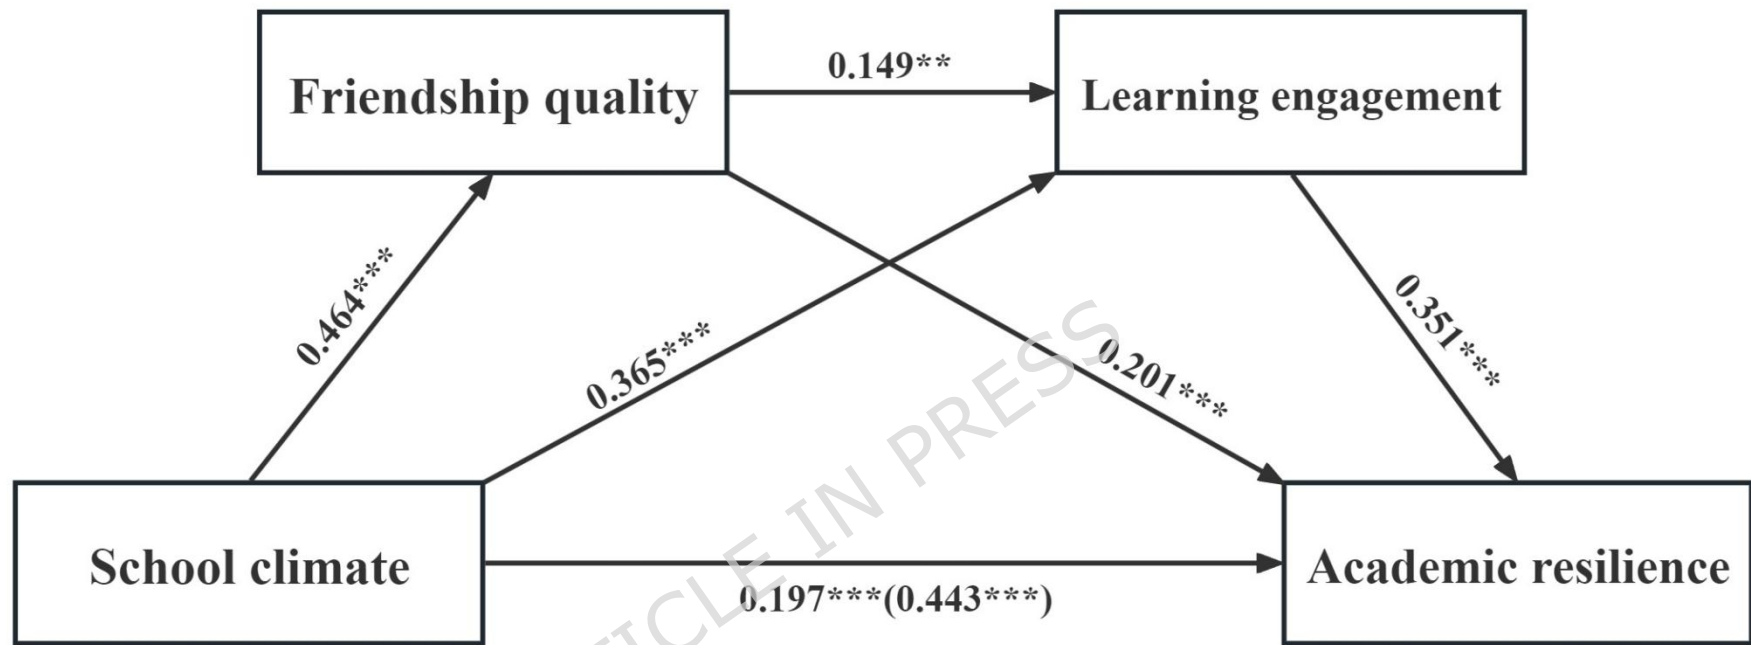 Friendship quality
0.149**
Learning engagement
0.464***
0.365***
0.201***
0.351***
School climate
0.197***(0.443***)
Academic resilience
TICLE IN PRESS